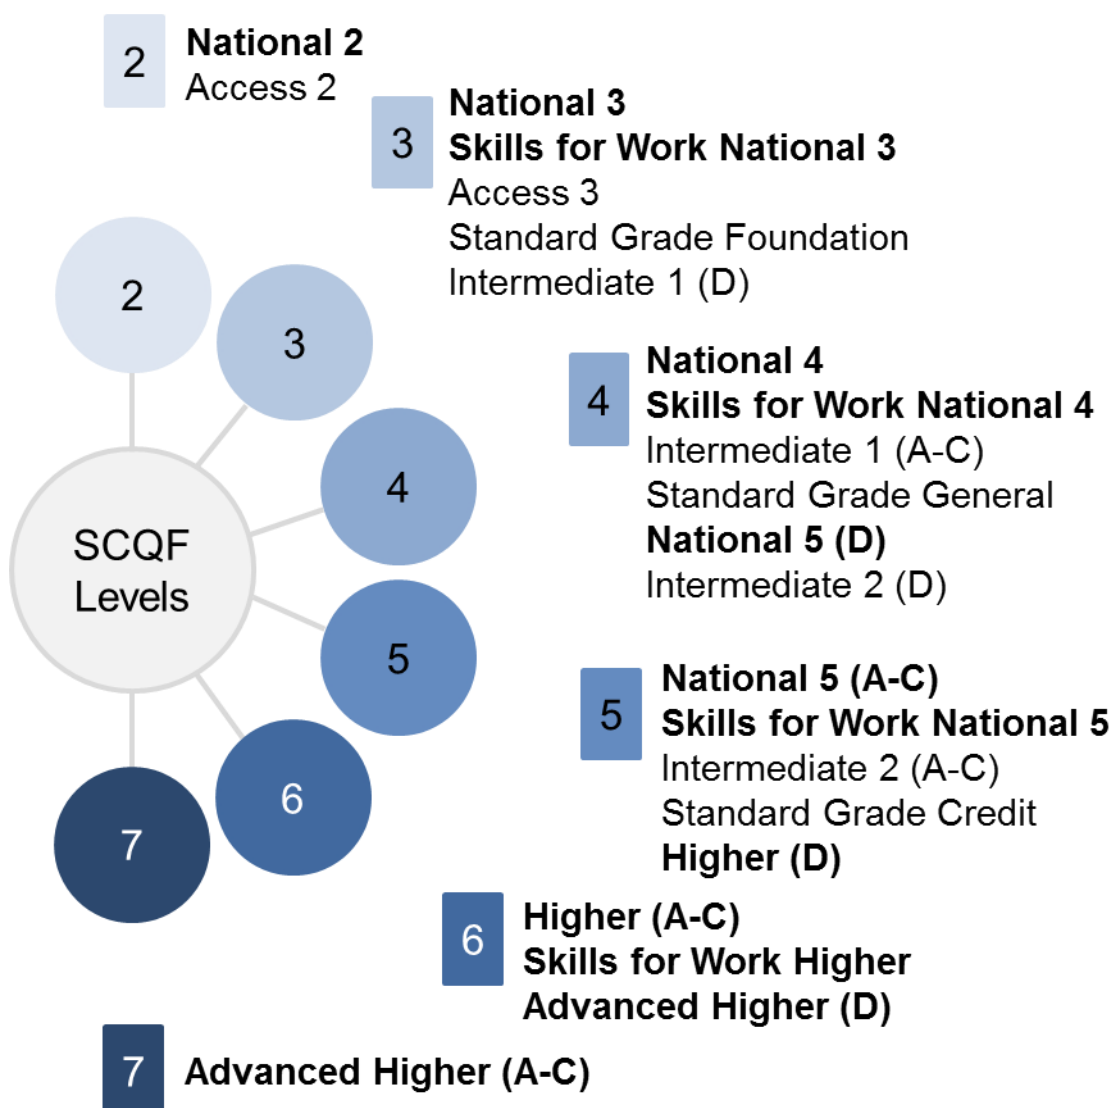 2
National 2
Access 2
3
National 3
Skills for Work National 3
Access 3
Standard Grade Foundation
Intermediate 1 (D)
2
3
4
5
6
7
SCQF
Levels
4
National 4
Skills for Work National 4
Intermediate 1 (A-C)
Standard Grade General
National 5 (D)
Intermediate 2 (D)
5
National 5 (A-C)
Skills for Work National 5
Intermediate 2 (A-C)
Standard Grade Credit
Higher (D)
6
Higher (A-C)
Skills for Work Higher
Advanced Higher (D)
7
Advanced Higher (A-C)